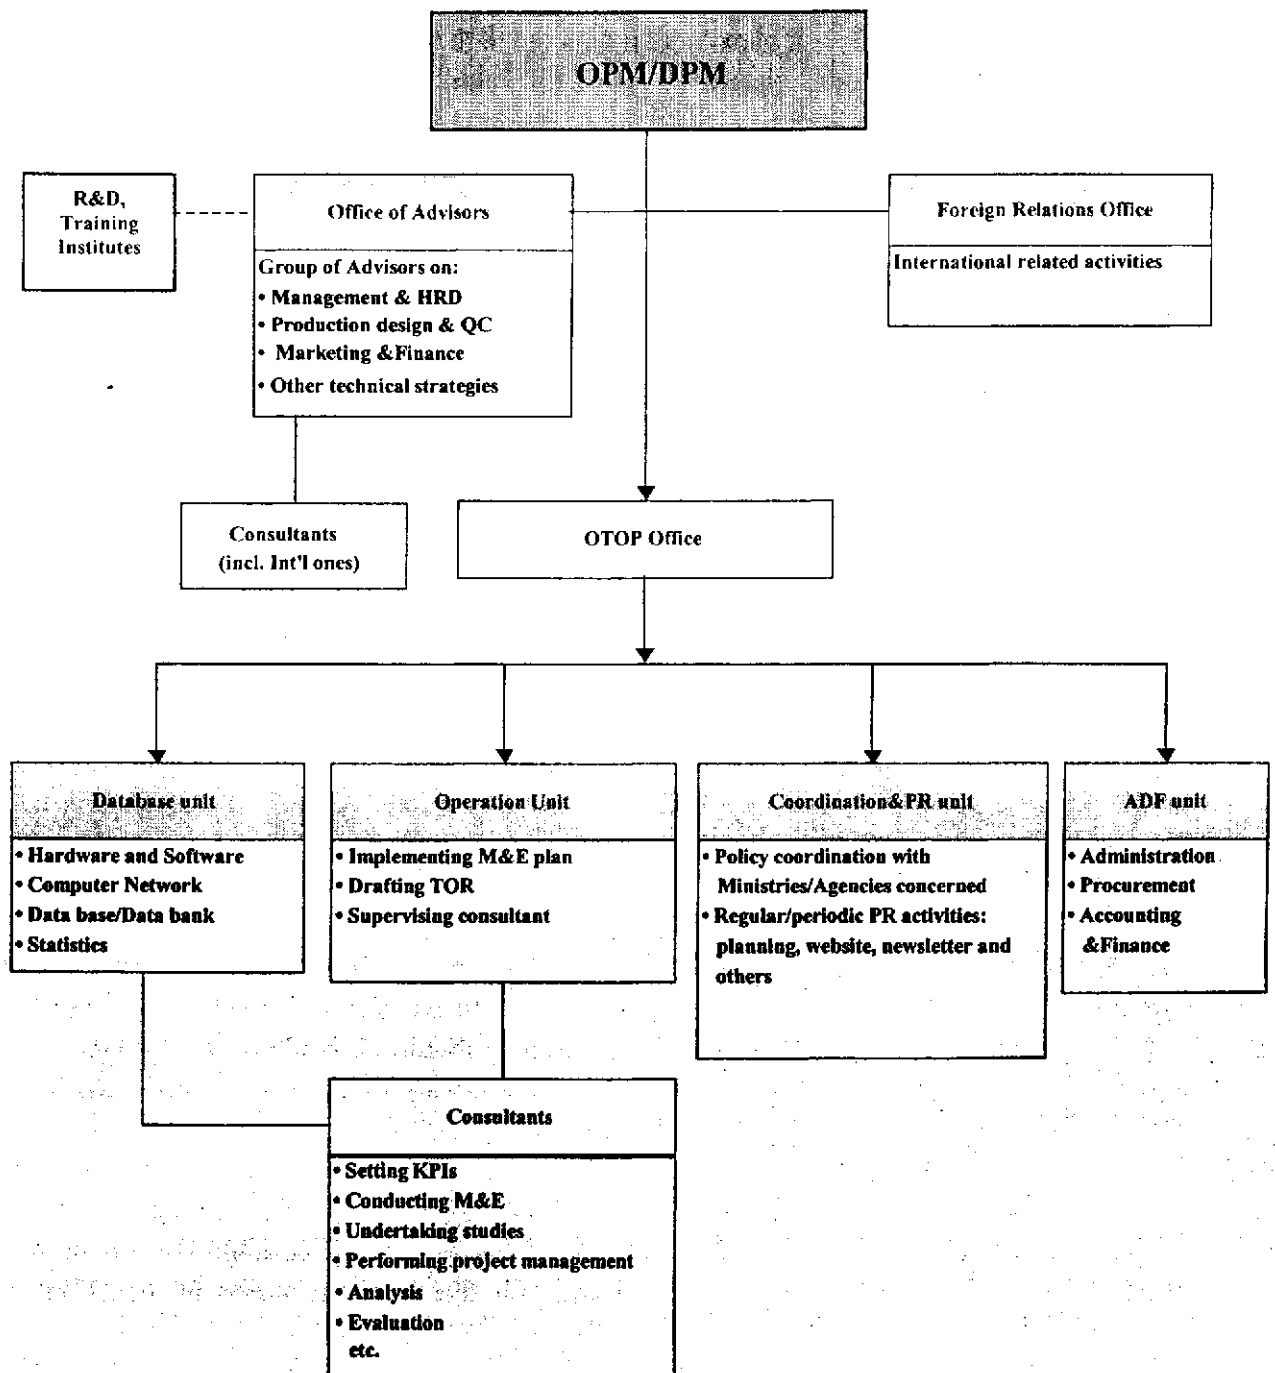 OPM/DPM
R&D,
Training
Institutes
Office of Advisors
Group of Advisors on:
• Management & HRD
• Production design & QC
• Marketing &Finance
• Other technical strategies
Foreign Relations Office
International related activities
Consultants
(incl. Int'l ones)
OTOP Office
Database unit
• Hardware and Software
• Computer Network
• Data base/Data bank
• Statistics
Operation Unit
• Implementing M&E plan
• Drafting TOR
• Supervising consultant
Coordination&PR unit
• Policy coordination with
Ministries/Agencies concerned
• Regular/periodic PR activities:
planning, website, newsletter and
others
ADF unit
• Administration
• Procurement
• Accounting
&Finance
Consultants
• Setting KPIs
• Conducting M&E
• Undertaking studies
• Performing project management
• Analysis
• Evaluation
etc.